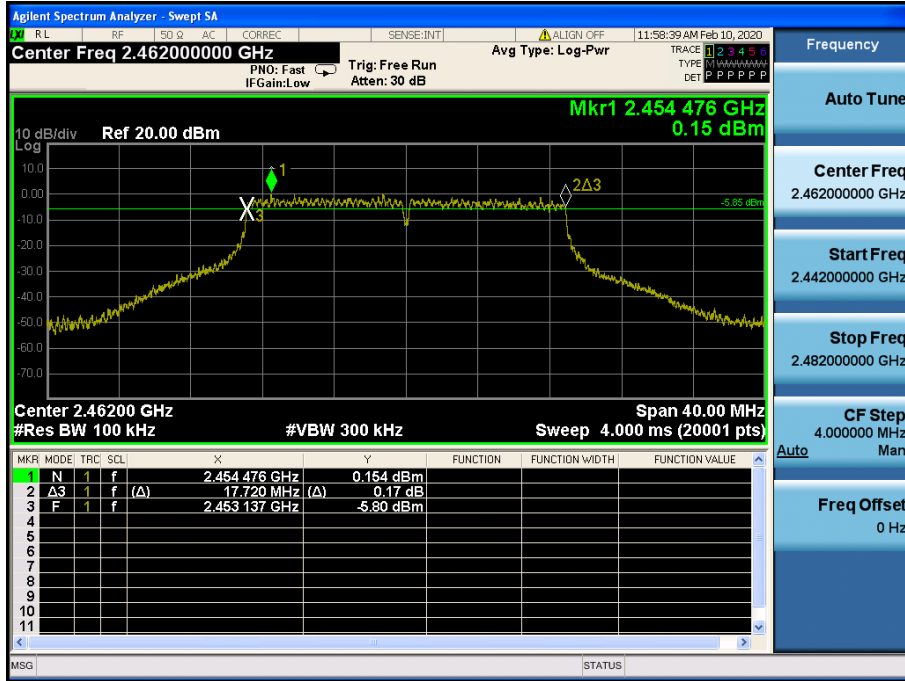 Agilent Spectrum Analyzer - Swept SA
LXI RL RF 50 Ω AC CORREC SENSE:INT ALIGN OFF 11:58:39 AM Feb 10, 2020
Center Freq 2.462000000 GHz
PNO: Fast
IFGain:Low
Trig: Free Run
Atten: 30 dB
Avg Type: Log-Pwr
TRACE 1 2 3 4 5 6
TYPE M WWWWW
DET P P P P P P
Mkr1 2.454 476 GHz
0.15 dBm
10 dB/div Ref 20.00 dBm
Log
10.0
0.00
-10.0
-20.0
-30.0
-40.0
-50.0
-60.0
-70.0
1
2Δ3
3
-5.85 dBm
Center 2.46200 GHz Span 40.00 MHz
#Res BW 100 kHz #VBW 300 kHz Sweep 4.000 ms (20001 pts)
MKR MODE TRC SCL X Y FUNCTION FUNCTION WIDTH FUNCTION VALUE
1 N 1 f 2.454 476 GHz 0.154 dBm
2 Δ3 1 f (Δ) 17.720 MHz (Δ) 0.17 dB
3 F 1 f 2.453 137 GHz -5.80 dBm
4
5
6
7
8
9
10
11
MSG STATUS
Frequency
Auto Tune
Center Freq
2.462000000 GHz
Start Freq
2.442000000 GHz
Stop Freq
2.482000000 GHz
CF Step
4.000000 MHz
Auto Man
Freq Offset
0 Hz